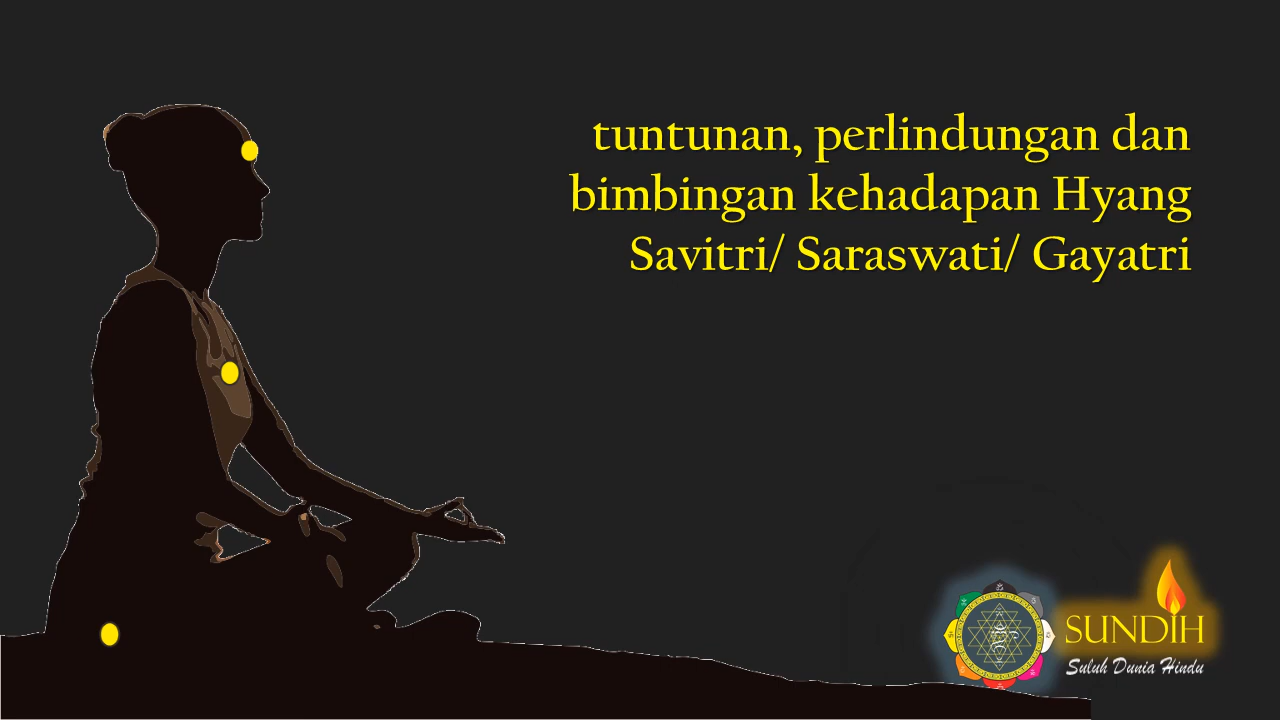 tuntunan, perlindungan dan
bimbingan kehadapan Hyang
Savitri/ Saraswati/ Gayatri
SUNDIH
Suluh Dunia Hindu